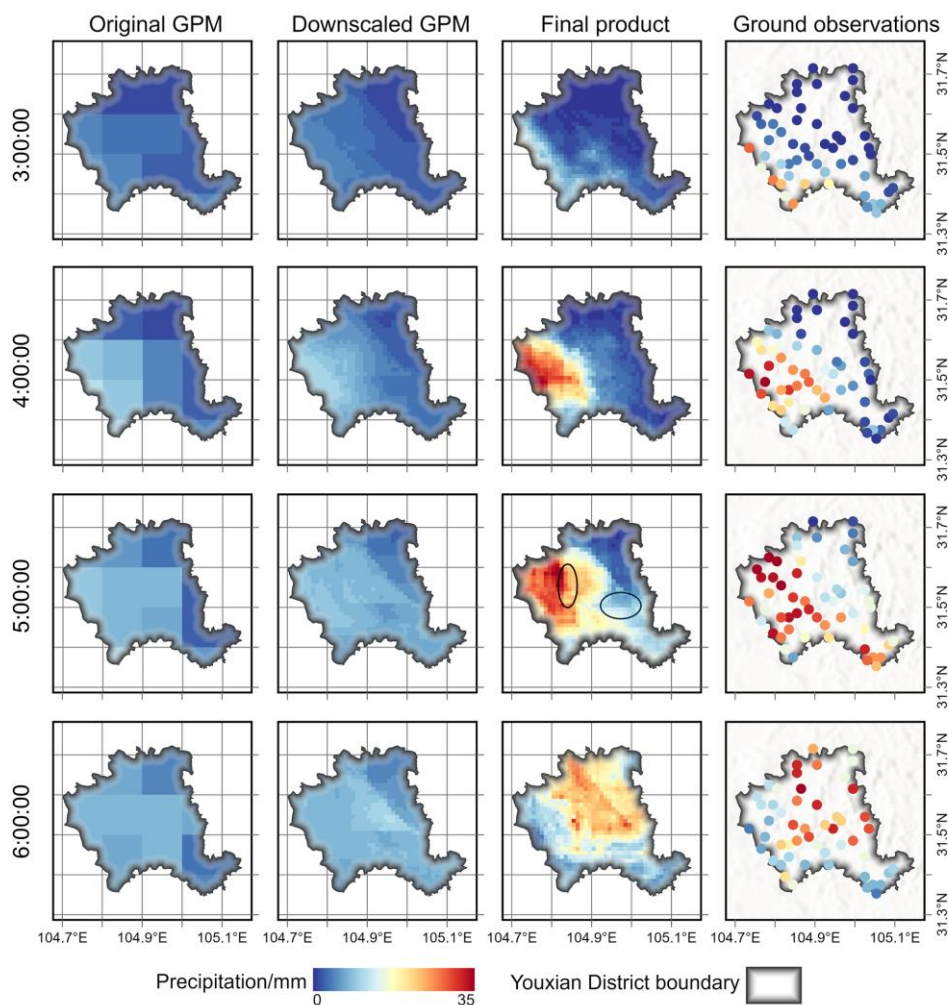 Original GPM Downscaled GPM Final product Ground observations
3:00:00
31.7°N
31.5°N
31.3°N
4:00:00
31.7°N
31.5°N
31.3°N
5:00:00
31.7°N
31.5°N
31.3°N
6:00:00
31.7°N
31.5°N
31.3°N
104.7°E 104.9°E 105.1°E 104.7°E 104.9°E 105.1°E 104.7°E 104.9°E 105.1°E 104.7°E 104.9°E 105.1°E
Precipitation/mm Youxian District boundary
0 35